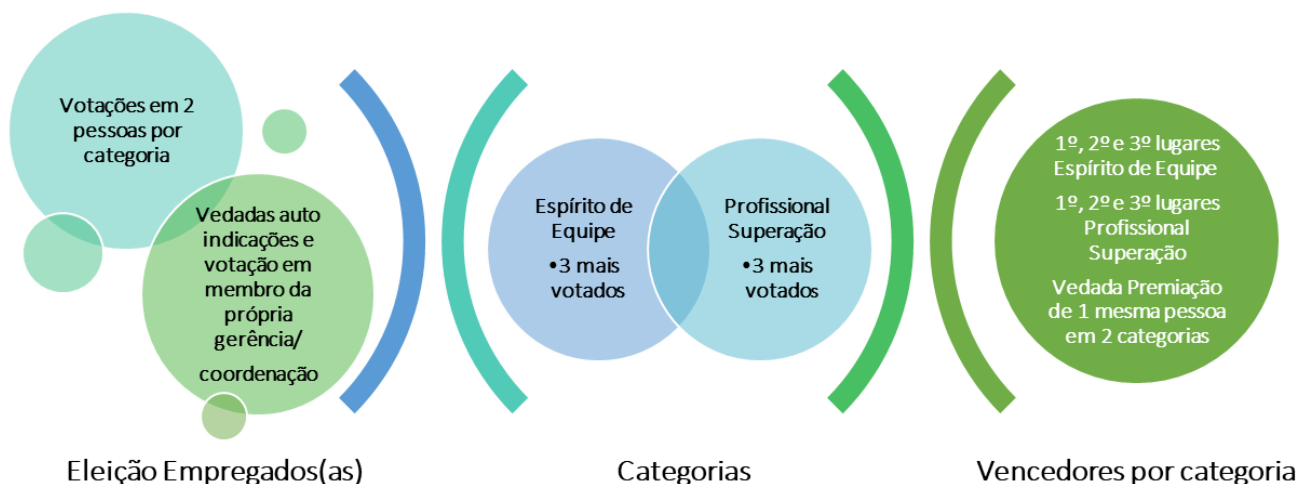 Votações em 2
pessoas por
categoria
Vedadas auto
indicações e
votação em
membro da
própria
gerência/
coordenação
Eleição Empregados(as)
Espírito de
Equipe
•3 mais
votados
Profissional
Superação
•3 mais
votados
Categorias
1º, 2º e 3º lugares
Espírito de Equipe
1º, 2º e 3º lugares
Profissional
Superação
Vedada Premiação
de 1 mesma pessoa
em 2 categorias
Vencedores por categoria